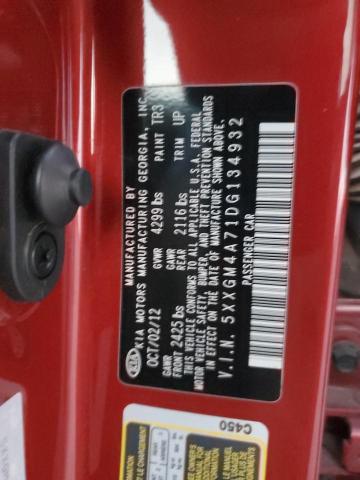 MANUFACTURED BY
KIA KIA MOTORS MANUFACTURING GEORGIA, INC.
OCT/02/12 GVWR 4299 lbs PAINT TR3
GAWR FRONT 2425 lbs GAWR REAR 2116 lbs TRIM UP
THIS VEHICLE CONFORMS TO ALL APPLICABLE U.S.A. FEDERAL
MOTOR VEHICLE SAFETY, BUMPER, AND THEFT PREVENTION STANDARDS
IN EFFECT ON THE DATE OF MANUFACTURE SHOWN ABOVE.
V.I.N. 5XXGM4A71DG134932
PASSENGER CAR
C450